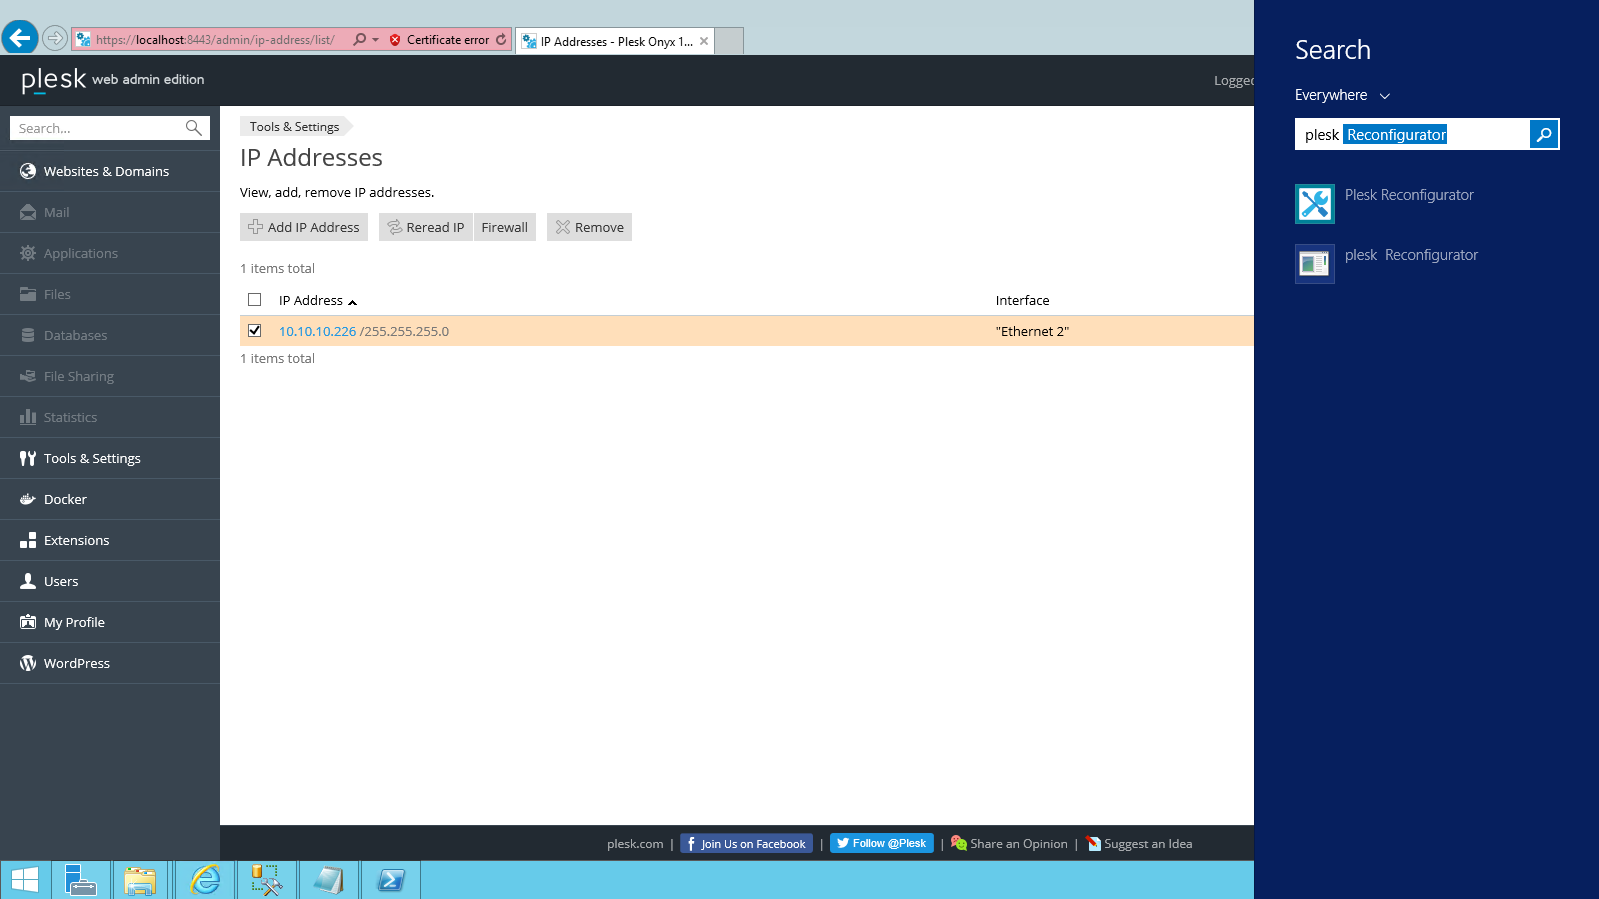 https://localhost:8443/admin/ip-address/list/
Certificate error
IP Addresses - Plesk Onyx 1...
plesk web admin edition
Logged
Search...
Websites & Domains
Mail
Applications
Files
Databases
File Sharing
Statistics
Tools & Settings
Docker
Extensions
Users
My Profile
WordPress
Tools & Settings
IP Addresses
View, add, remove IP addresses.
Add IP Address Reread IP Firewall Remove
1 items total
IP Address Interface
10.10.10.226 /255.255.255.0 "Ethernet 2"
1 items total
plesk.com | Join Us on Facebook | Follow @Plesk | Share an Opinion | Suggest an Idea
Search
Everywhere
plesk Reconfigurator
Plesk Reconfigurator
plesk Reconfigurator